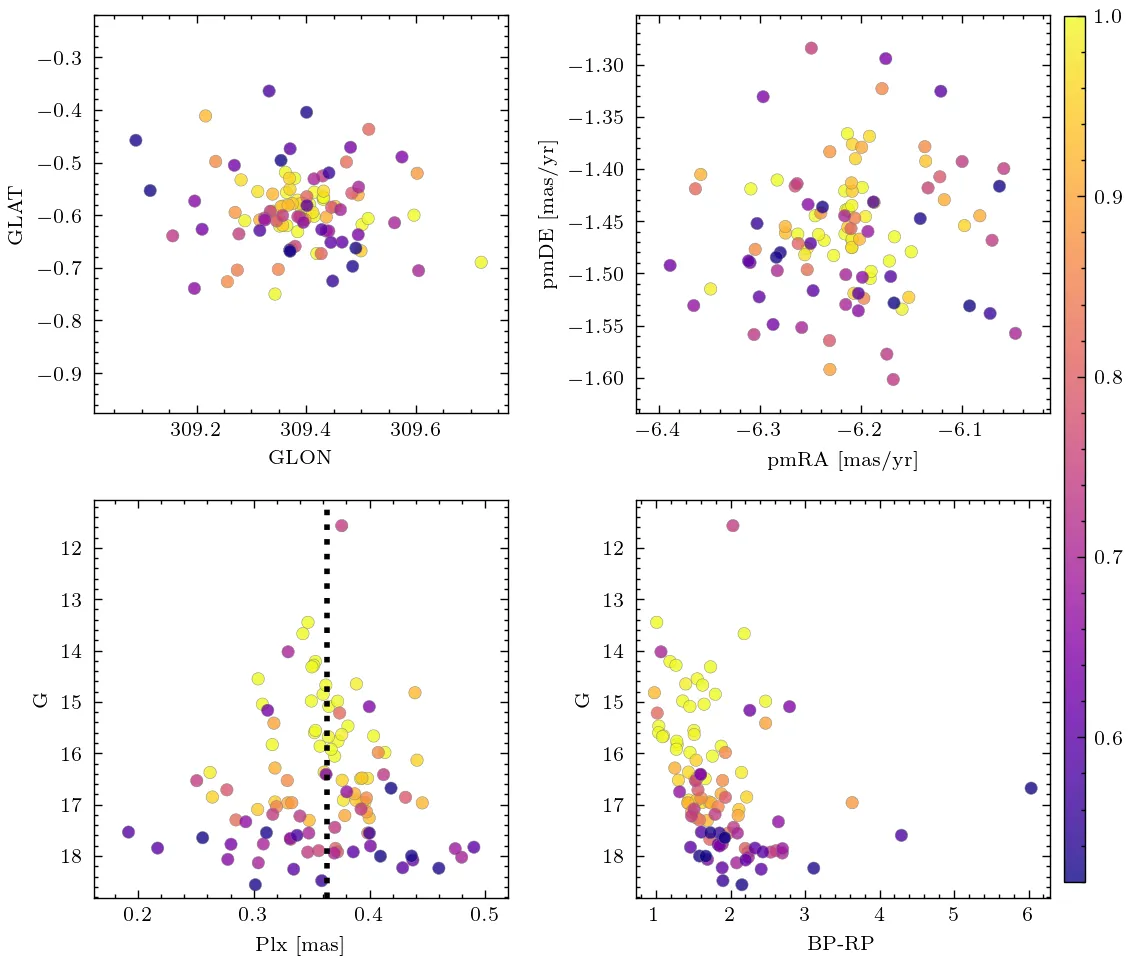 −0.3
−0.4
−0.5
−0.6
−0.7
−0.8
−0.9
GLAT
309.2 309.4 309.6
GLON
−1.30
−1.35
−1.40
−1.45
−1.50
−1.55
−1.60
pmDE [mas/yr]
−6.4 −6.3 −6.2 −6.1
pmRA [mas/yr]
12
13
14
15
16
17
18
G
0.2 0.3 0.4 0.5
Plx [mas]
12
13
14
15
16
17
18
G
1 2 3 4 5 6
BP-RP
1.0
0.9
0.8
0.7
0.6